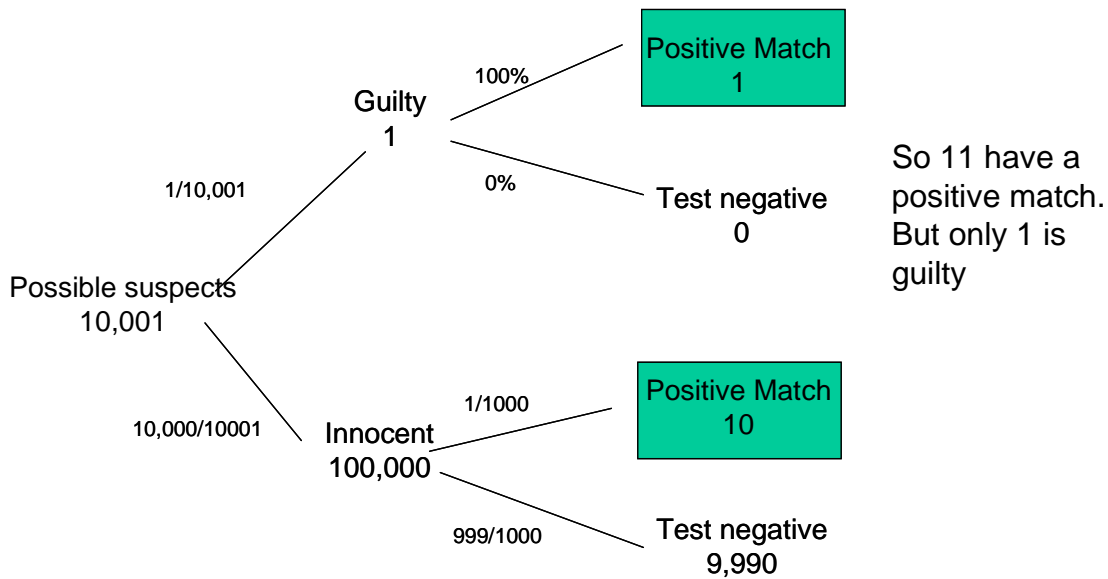 Positive Match
1
100%
Guilty
1
0%
1/10,001
Test negative
0
So 11 have a
positive match.
But only 1 is
guilty
Possible suspects
10,001
Positive Match
10
1/1000
10,000/10001
Innocent
100,000
999/1000
Test negative
9,990